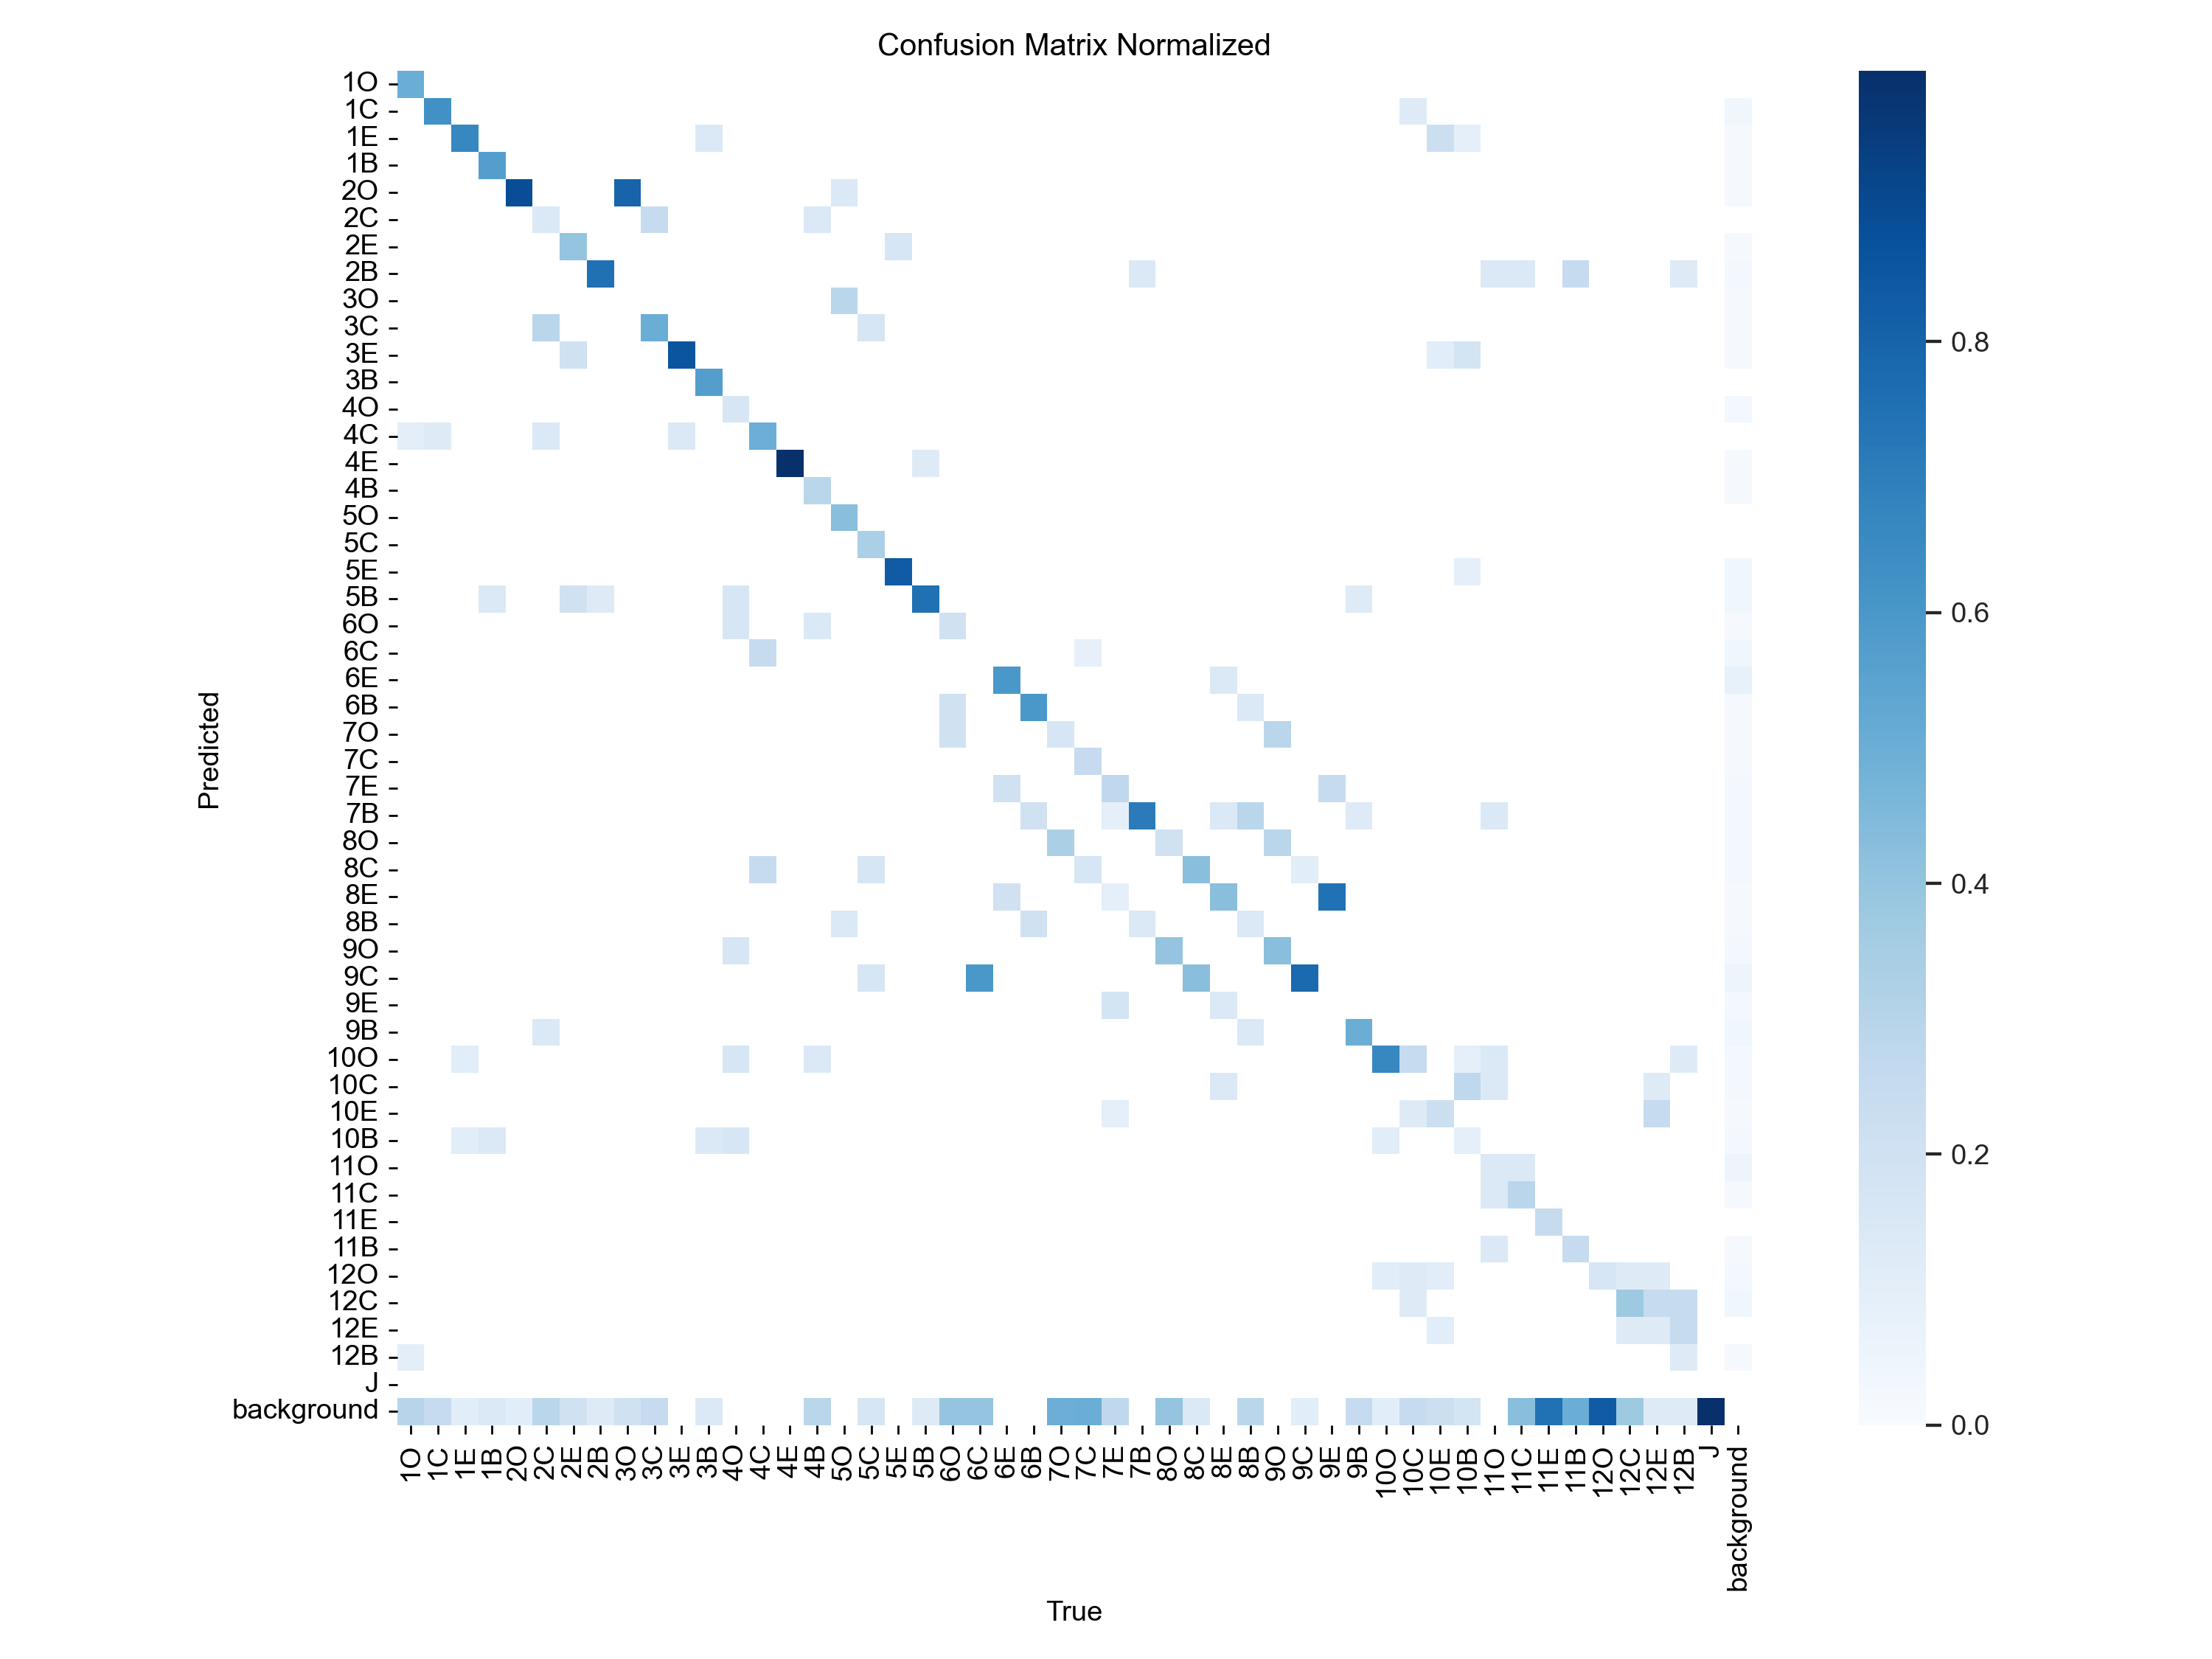 Confusion Matrix Normalized
1O
1C
1E
1B
2O
2C
2E
2B
3O
3C
3E
3B
4O
4C
4E
4B
5O
5C
5E
5B
6O
6C
6E
6B
7O
7C
7E
7B
8O
8C
8E
8B
9O
9C
9E
9B
10O
10C
10E
10B
11O
11C
11E
11B
12O
12C
12E
12B
J
background
Predicted
1O 1C 1E 1B 2O 2C 2E 2B 3O 3C 3E 3B 4O 4C 4E 4B 5O 5C 5E 5B 6O 6C 6E 6B 7O 7C 7E 7B 8O 8C 8E 8B 9O 9C 9E 9B 10O 10C 10E 10B 11O 11C 11E 11B 12O 12C 12E 12B J background
True
0.8
0.6
0.4
0.2
0.0